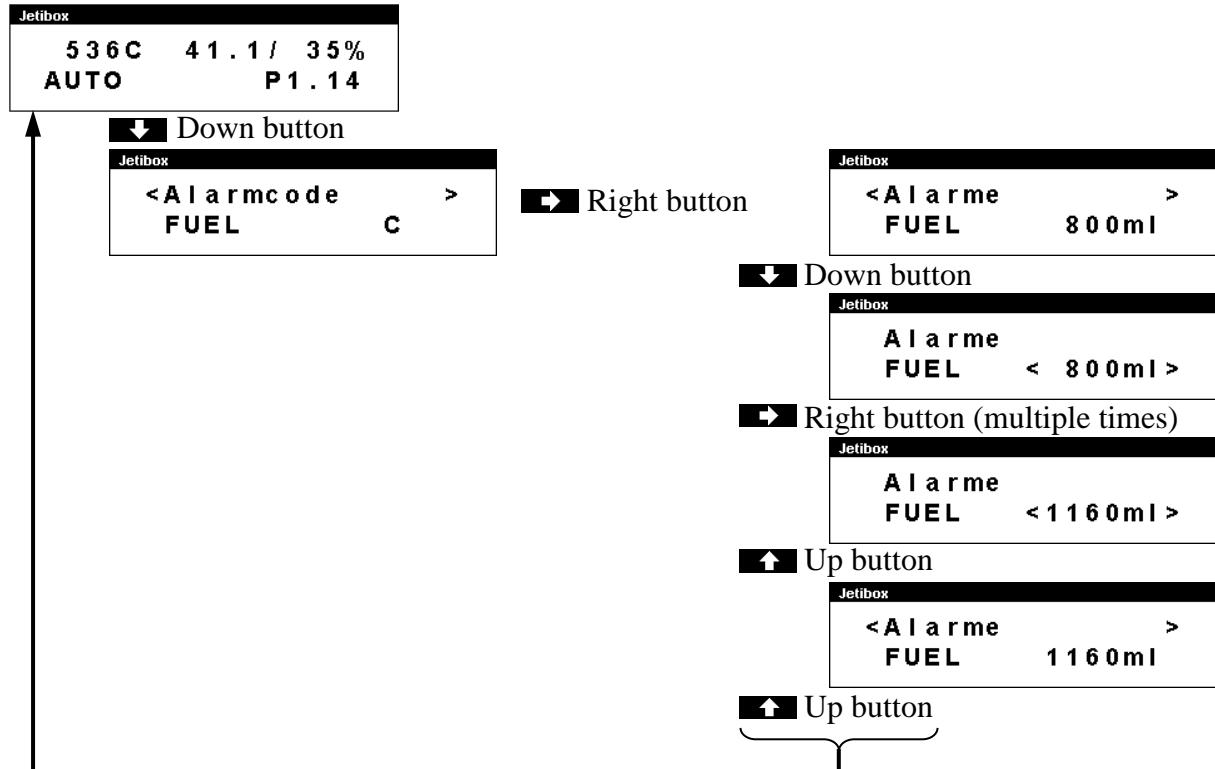 Jetibox
536C 41.1/ 35%
AUTO P1.14
Down button
Jetibox
<Alarmcode >
FUEL C
Right button
Jetibox
<Alarme >
FUEL 800ml
Down button
Jetibox
Alarme
FUEL < 800ml>
Right button (multiple times)
Jetibox
Alarme
FUEL <1160ml>
Up button
Jetibox
<Alarme >
FUEL 1160ml
Up button